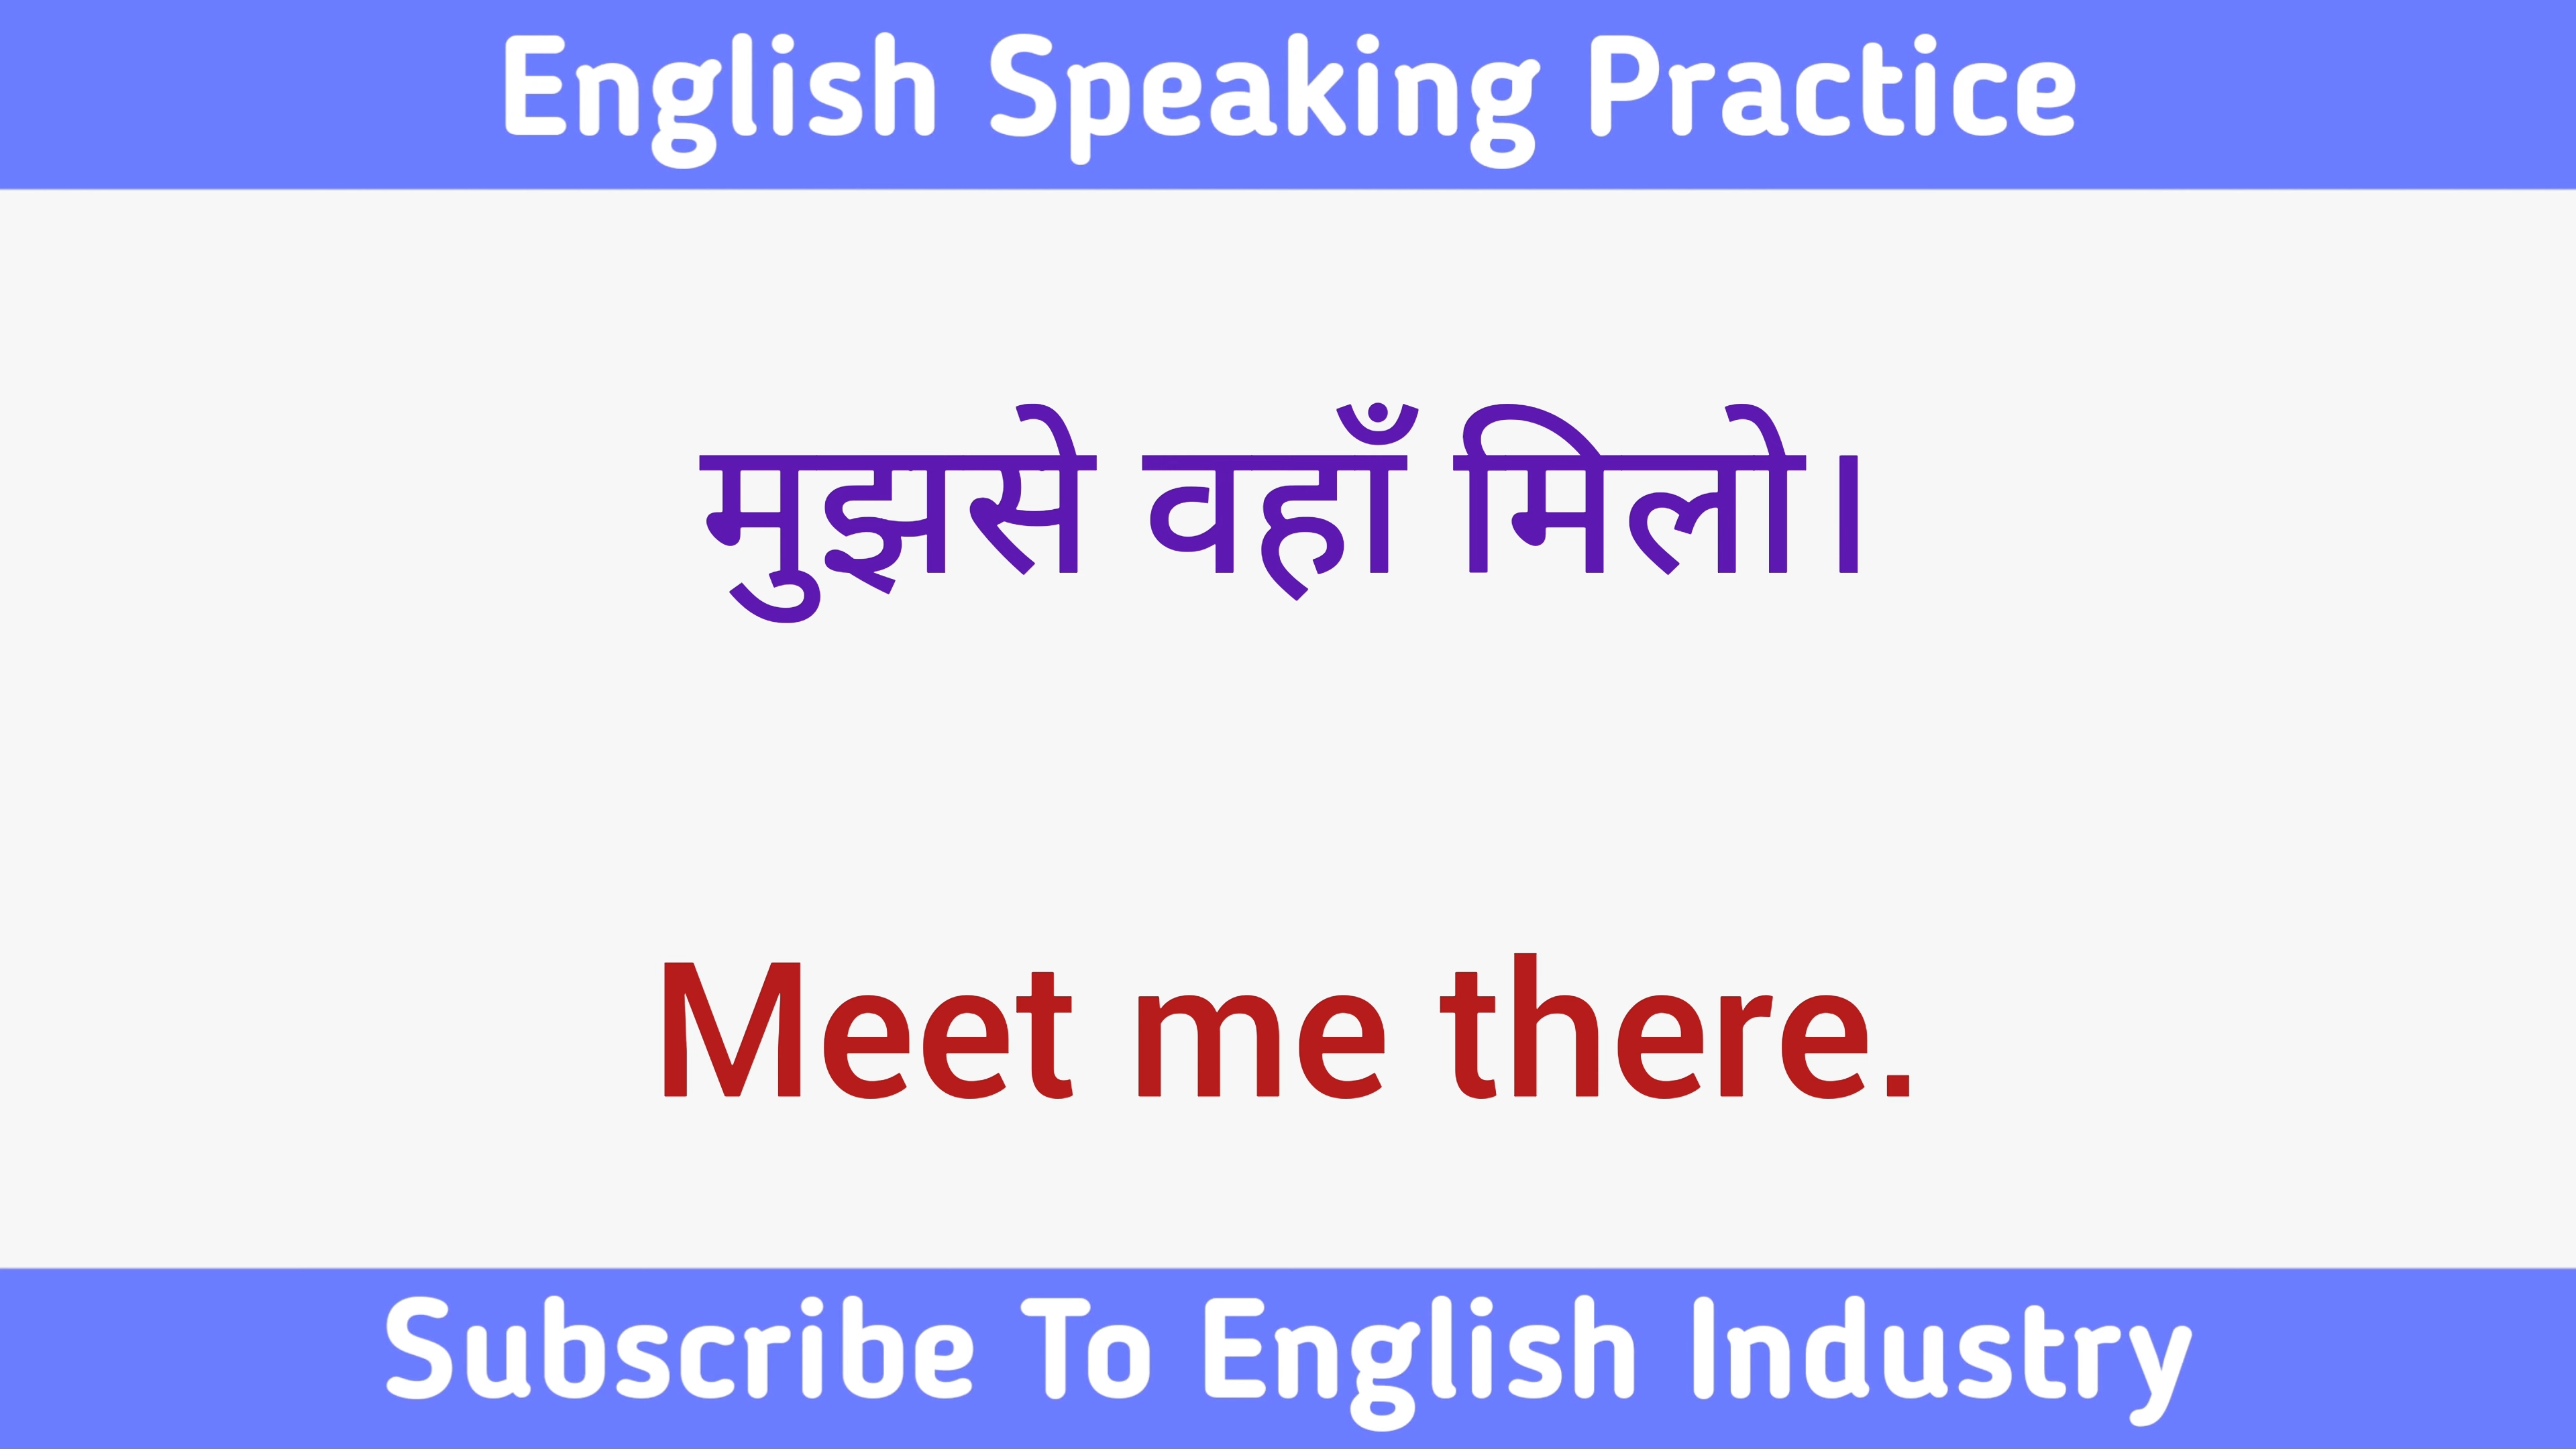 English Speaking Practice
मुझसे वहाँ मिलो।
Meet me there.
Subscribe To English Industry